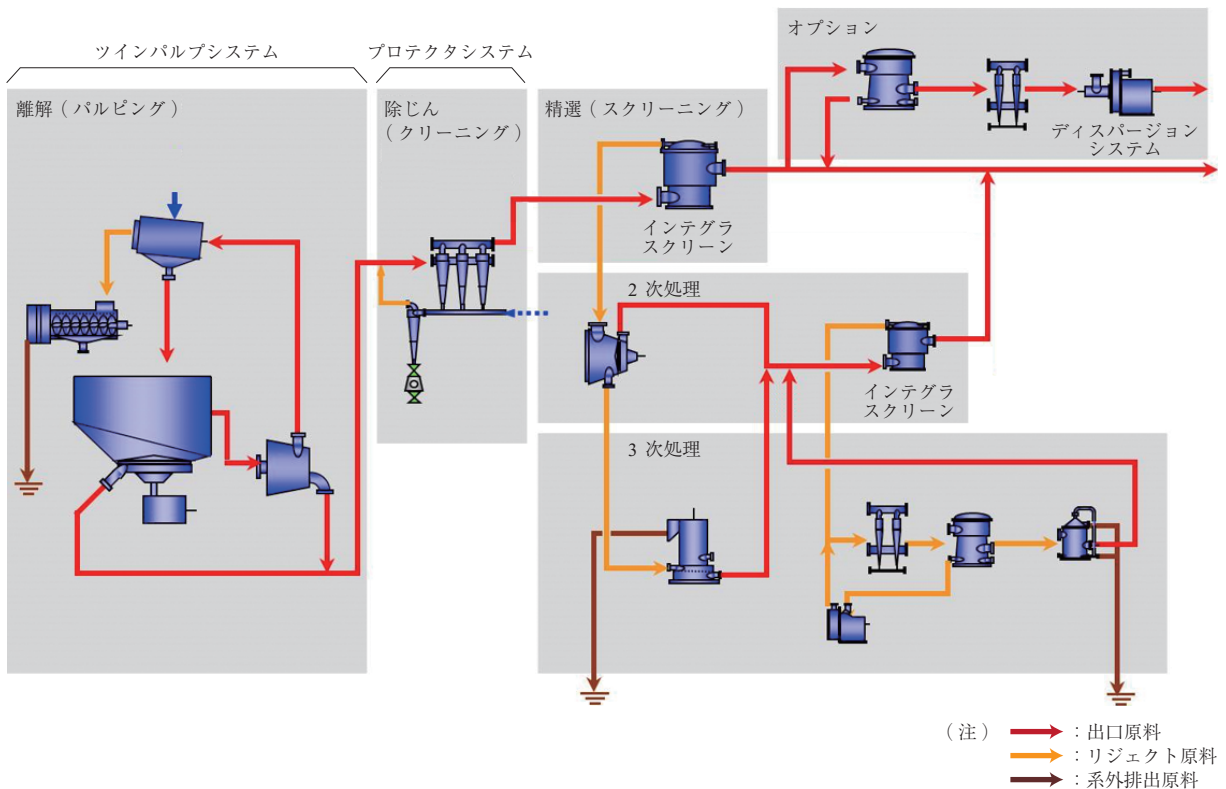 ツインパルプシステム
プロテクタシステム
オプション
離解 ( パルピング )
除じん
( クリーニング )
精選 ( スクリーニング )
ディスパージョン
システム
インテグラ
スクリーン
2 次処理
インテグラ
スクリーン
3 次処理
( 注 )
: 出口原料
: リジェクト原料
: 系外排出原料